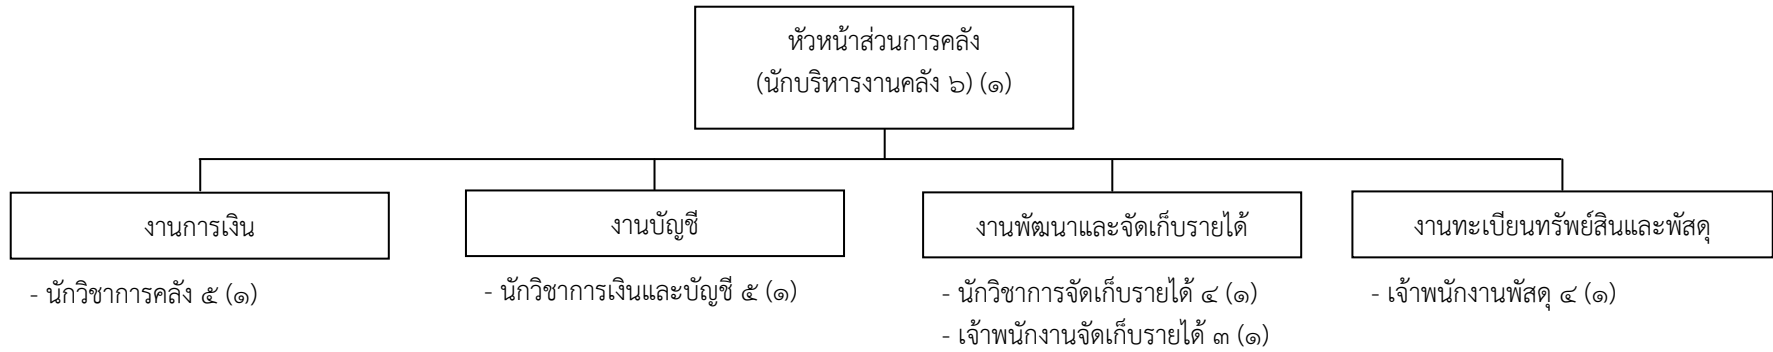 หัวหน้าส่วนการคลัง
(นักบริหารงานคลัง ๖) (๑)
งานการเงิน
- นักวิชาการคลัง ๕ (๑)
งานบัญชี
- นักวิชาการเงินและบัญชี ๕ (๑)
งานพัฒนาและจัดเก็บรายได้
- นักวิชาการจัดเก็บรายได้ ๔ (๑)
- เจ้าพนักงานจัดเก็บรายได้ ๓ (๑)
งานทะเบียนทรัพย์สินและพัสดุ
- เจ้าพนักงานพัสดุ ๔ (๑)